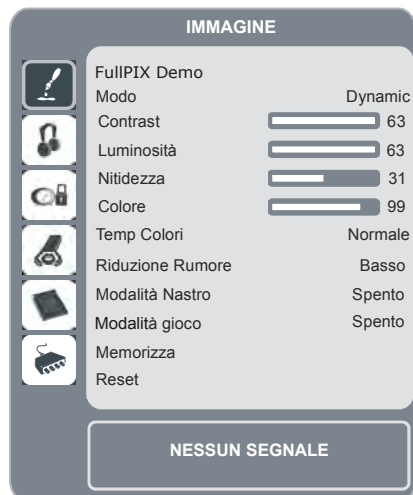 IMMAGINE
FullPIX Demo
Modo Dynamic
Contrast 63
Luminosità 63
Nitidezza 31
Colore 99
Temp Colori Normale
Riduzione Rumore Basso
Modalità Nastro Spento
Modalità gioco Spento
Memorizza
Reset
NESSUN SEGNALE